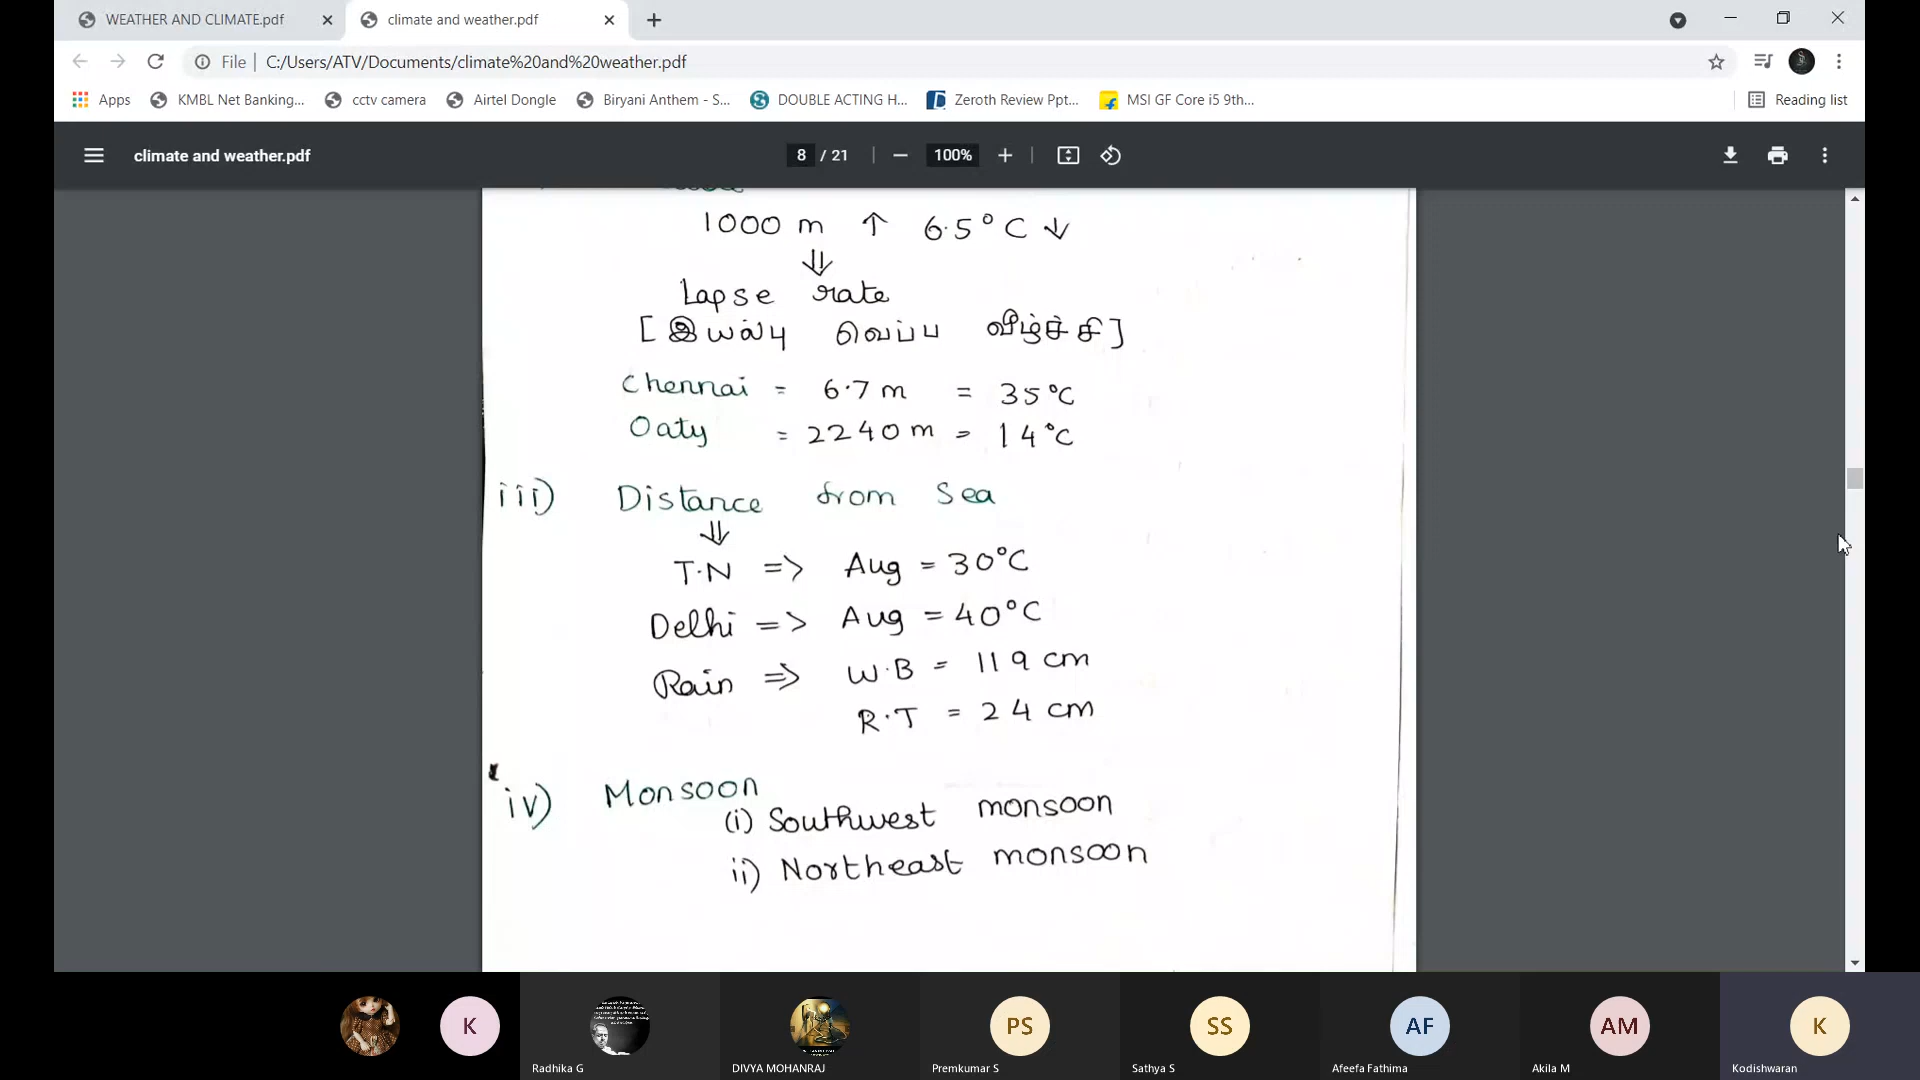 WEATHER AND CLIMATE.pdf
climate and weather.pdf
File
C:/Users/ATV/Documents/climate%20and%20weather.pdf
Apps
KMBL Net Banking...
cctv camera
Airtel Dongle
Biryani Anthem - S...
DOUBLE ACTING H...
Zeroth Review Ppt...
MSI GF Core i5 9th...
Reading list
climate and weather.pdf
8 / 21
100%
1000 m ↑ 6.5°C ↓
⇓
Lapse rate
[இயல்பு வெப்ப வீழ்ச்சி]
Chennai = 6.7 m = 35°C
Oaty = 2240 m = 14°C
iii) Distance from Sea
⇓
T.N => Aug = 30°C
Delhi => Aug = 40°C
Rain => W.B = 119 cm
R.T = 24 cm
iv) Monsoon
(i) Southwest monsoon
ii) Northeast monsoon
K
PS
SS
AF
AM
K
Radhika G
DIVYA MOHANRAJ
Premkumar S
Sathya S
Afeefa Fathima
Akila M
Kodishwaran